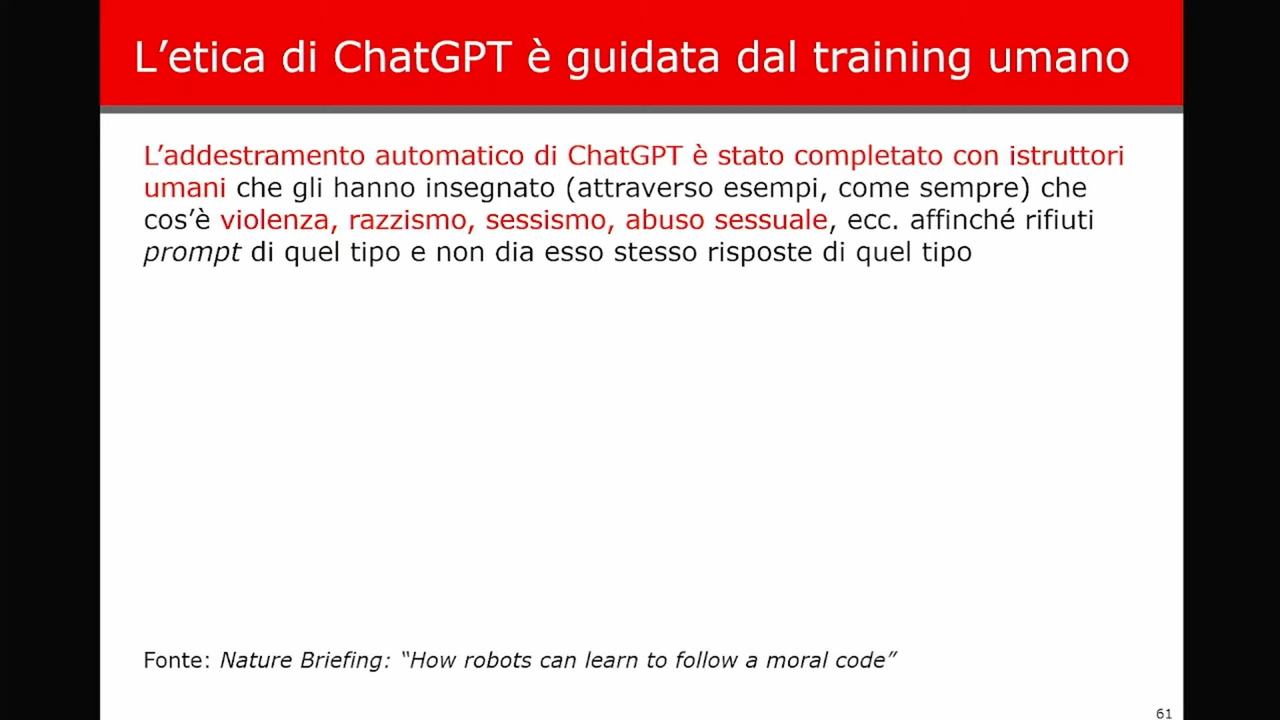 L’etica di ChatGPT è guidata dal training umano
L’addestramento automatico di ChatGPT è stato completato con istruttori
umani che gli hanno insegnato (attraverso esempi, come sempre) che
cos’è violenza, razzismo, sessismo, abuso sessuale, ecc. affinché rifiuti
prompt di quel tipo e non dia esso stesso risposte di quel tipo
Fonte: Nature Briefing: “How robots can learn to follow a moral code”
61